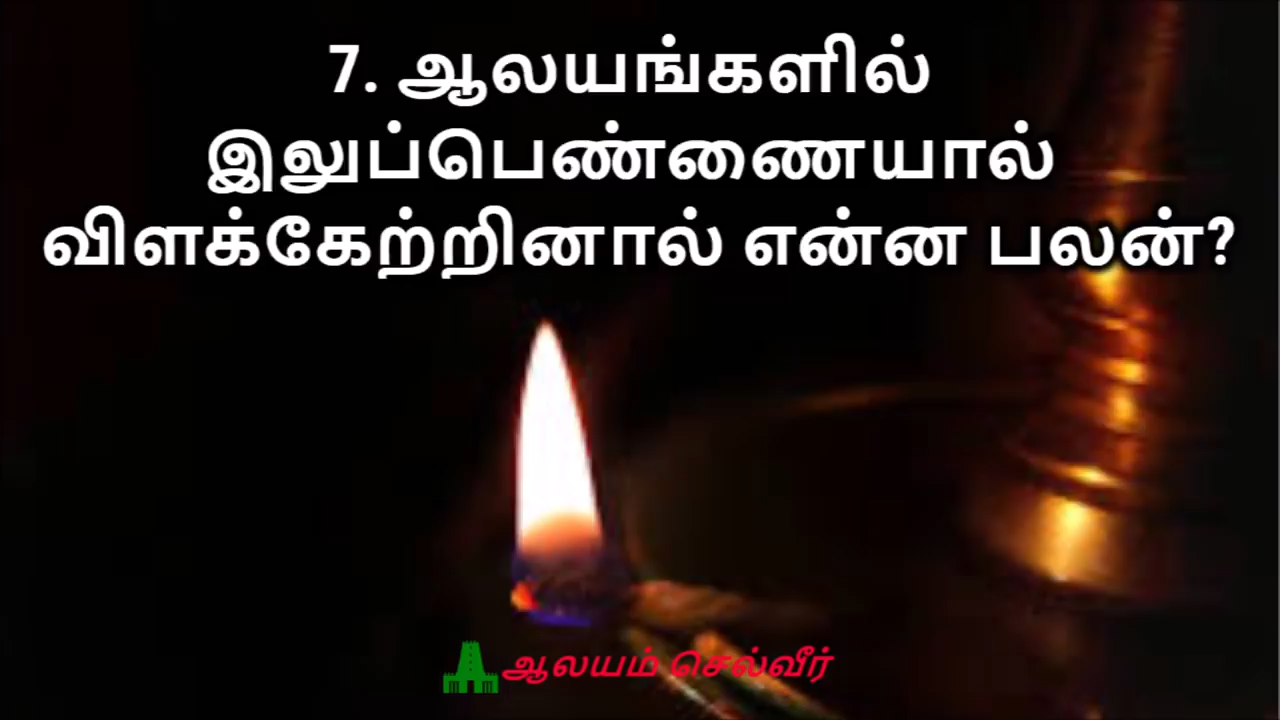 7. ஆலயங்களில்
இலுப்பெண்ணையால்
விளக்கேற்றினால் என்ன பலன்?
ஆலயம் செல்வீர்